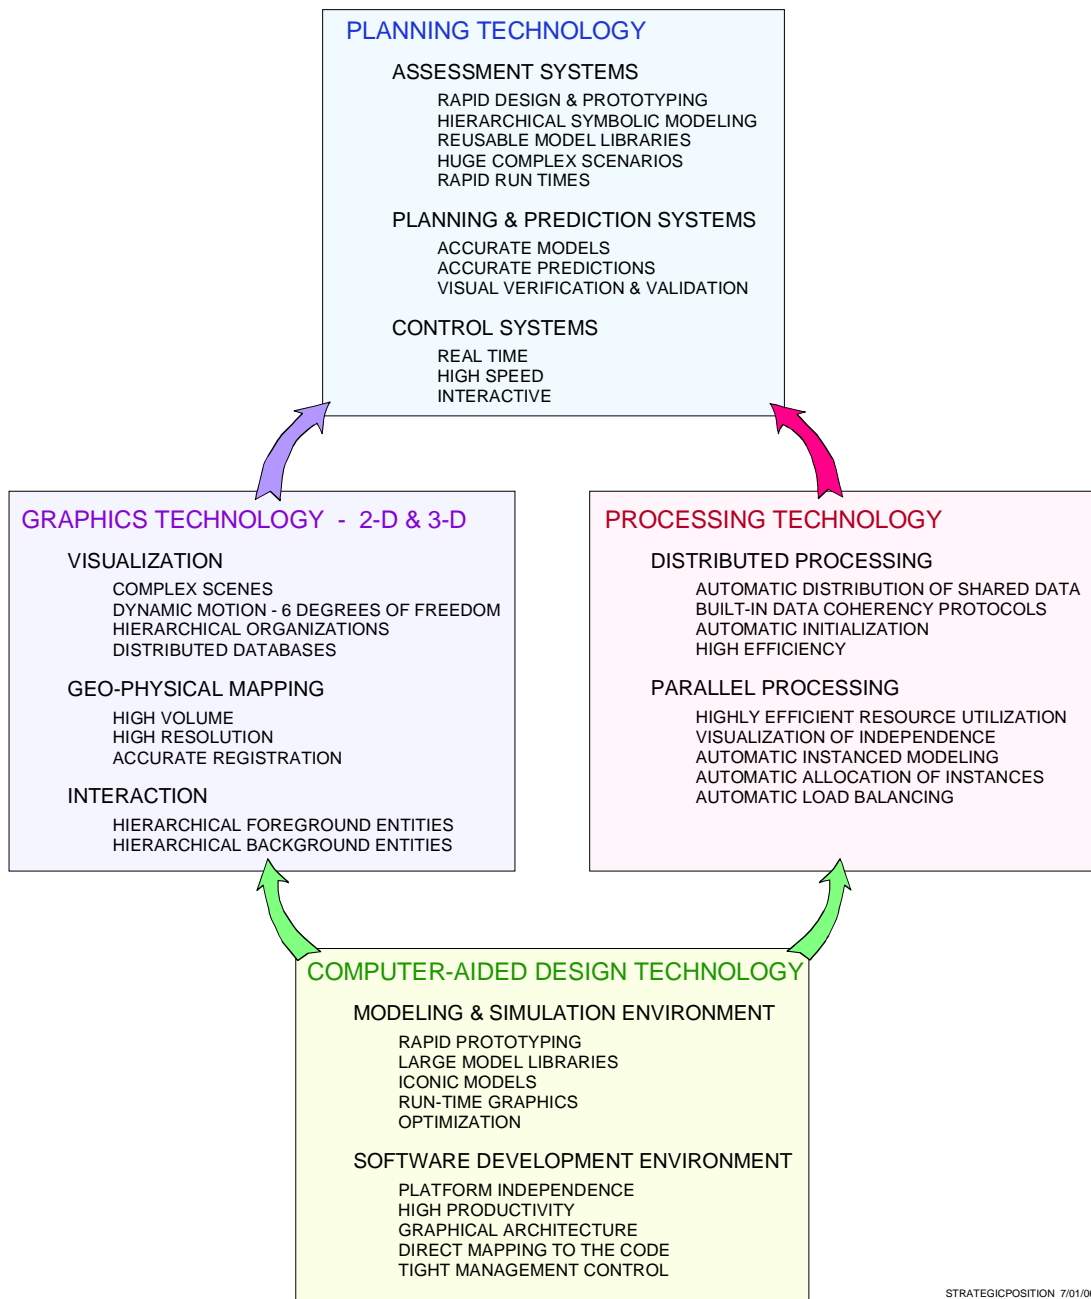 PLANNING TECHNOLOGY
ASSESSMENT SYSTEMS
RAPID DESIGN & PROTOTYPING
HIERARCHICAL SYMBOLIC MODELING
REUSABLE MODEL LIBRARIES
HUGE COMPLEX SCENARIOS
RAPID RUN TIMES
PLANNING & PREDICTION SYSTEMS
ACCURATE MODELS
ACCURATE PREDICTIONS
VISUAL VERIFICATION & VALIDATION
CONTROL SYSTEMS
REAL TIME
HIGH SPEED
INTERACTIVE
GRAPHICS TECHNOLOGY - 2-D & 3-D
VISUALIZATION
COMPLEX SCENES
DYNAMIC MOTION - 6 DEGREES OF FREEDOM
HIERARCHICAL ORGANIZATIONS
DISTRIBUTED DATABASES
GEO-PHYSICAL MAPPING
HIGH VOLUME
HIGH RESOLUTION
ACCURATE REGISTRATION
INTERACTION
HIERARCHICAL FOREGROUND ENTITIES
HIERARCHICAL BACKGROUND ENTITIES
PROCESSING TECHNOLOGY
DISTRIBUTED PROCESSING
AUTOMATIC DISTRIBUTION OF SHARED DATA
BUILT-IN DATA COHERENCY PROTOCOLS
AUTOMATIC INITIALIZATION
HIGH EFFICIENCY
PARALLEL PROCESSING
HIGHLY EFFICIENT RESOURCE UTILIZATION
VISUALIZATION OF INDEPENDENCE
AUTOMATIC INSTANCED MODELING
AUTOMATIC ALLOCATION OF INSTANCES
AUTOMATIC LOAD BALANCING
COMPUTER-AIDED DESIGN TECHNOLOGY
MODELING & SIMULATION ENVIRONMENT
RAPID PROTOTYPING
LARGE MODEL LIBRARIES
ICONIC MODELS
RUN-TIME GRAPHICS
OPTIMIZATION
SOFTWARE DEVELOPMENT ENVIRONMENT
PLATFORM INDEPENDENCE
HIGH PRODUCTIVITY
GRAPHICAL ARCHITECTURE
DIRECT MAPPING TO THE CODE
TIGHT MANAGEMENT CONTROL
STRATEGICPOSITION